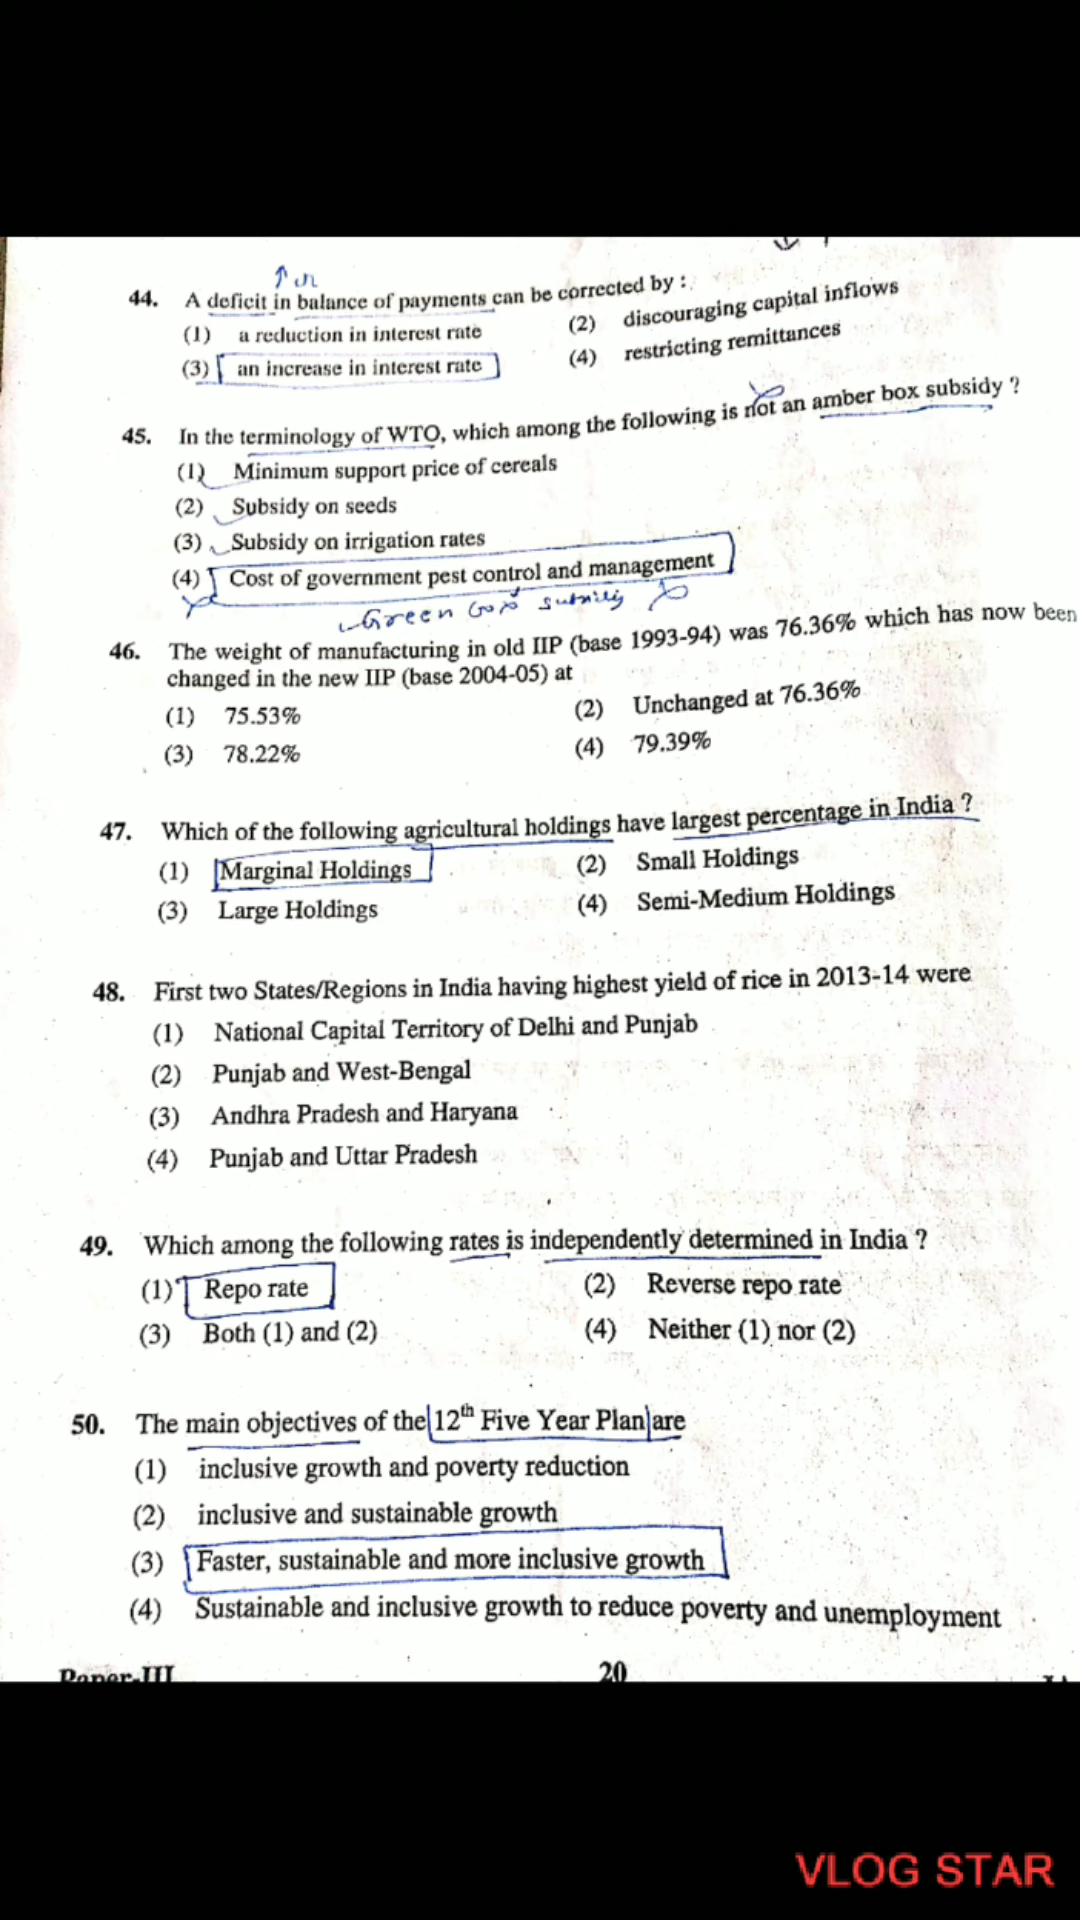 44. A deficit in balance of payments can be corrected by :
(1) a reduction in interest rate (2) discouraging capital inflows
(3) an increase in interest rate (4) restricting remittances
45. In the terminology of WTO, which among the following is not an amber box subsidy ?
(1) Minimum support price of cereals
(2) Subsidy on seeds
(3) Subsidy on irrigation rates
(4) Cost of government pest control and management
Green box subsidy
46. The weight of manufacturing in old IIP (base 1993-94) was 76.36% which has now been
changed in the new IIP (base 2004-05) at
(1) 75.53% (2) Unchanged at 76.36%
(3) 78.22% (4) 79.39%
47. Which of the following agricultural holdings have largest percentage in India ?
(1) Marginal Holdings (2) Small Holdings
(3) Large Holdings (4) Semi-Medium Holdings
48. First two States/Regions in India having highest yield of rice in 2013-14 were
(1) National Capital Territory of Delhi and Punjab
(2) Punjab and West-Bengal
(3) Andhra Pradesh and Haryana
(4) Punjab and Uttar Pradesh
49. Which among the following rates is independently determined in India ?
(1) Repo rate (2) Reverse repo rate
(3) Both (1) and (2) (4) Neither (1) nor (2)
50. The main objectives of the 12th Five Year Plan are
(1) inclusive growth and poverty reduction
(2) inclusive and sustainable growth
(3) Faster, sustainable and more inclusive growth
(4) Sustainable and inclusive growth to reduce poverty and unemployment
Paper-III 20
VLOG STAR